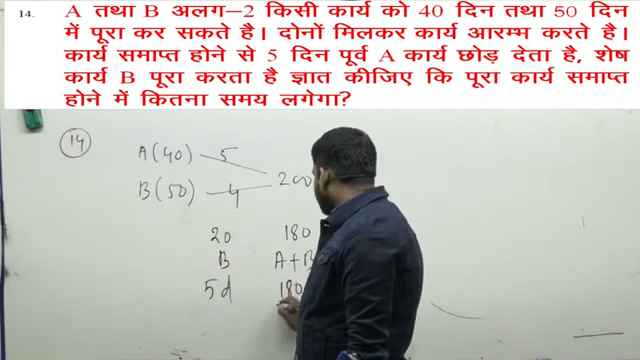 14. A तथा B अलग–2 किसी कार्य को 40 दिन तथा 50 दिन
में पूरा कर सकते है। दोनों मिलकर कार्य आरम्भ करते है।
कार्य समाप्त होने से 5 दिन पूर्व A कार्य छोड़ देता है, शेष
कार्य B पूरा करता है ज्ञात कीजिए कि पूरा कार्य समाप्त
होने में कितना समय लगेगा?
14
A (40) 5
200
B (50) 4
20 180
B A+B
5d 180